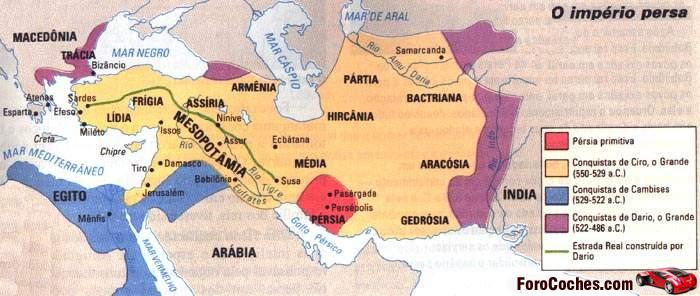 O império persa
MACEDÔNIA
TRÁCIA
Bizâncio
MAR NEGRO
MAR CÁSPIO
MAR DE ARAL
Rio Amu Daria
Samarcanda
ARMÊNIA
PÁRTIA
BACTRIANA
Atenas
Esparta
Sardes
Éfeso
Mileto
FRÍGIA
LÍDIA
ASSÍRIA
Nínive
Assur
HIRCÂNIA
Creta
Chipre
Issos
MESOPOTÂMIA
Rio
Ecbátana
MAR MEDITERRÂNEO
Tiro
Damasco
Jerusalém
Babilônia
Rio Tigre
Eufrates
Susa
MÉDIA
ARACÓSIA
Rio Indo
ÍNDIA
EGITO
Mênfis
MAR VERMELHO
ARÁBIA
Golfo Pérsico
Pasárgada
Persépolis
PÉRSIA
GEDRÓSIA
Pérsia primitiva
Conquistas de Ciro, o Grande
(550-529 a.C.)
Conquistas de Cambises
(529-522 a.C.)
Conquistas de Dario, o Grande
(522-486 a.C.)
Estrada Real construída por
Dario
ForoCoches.com